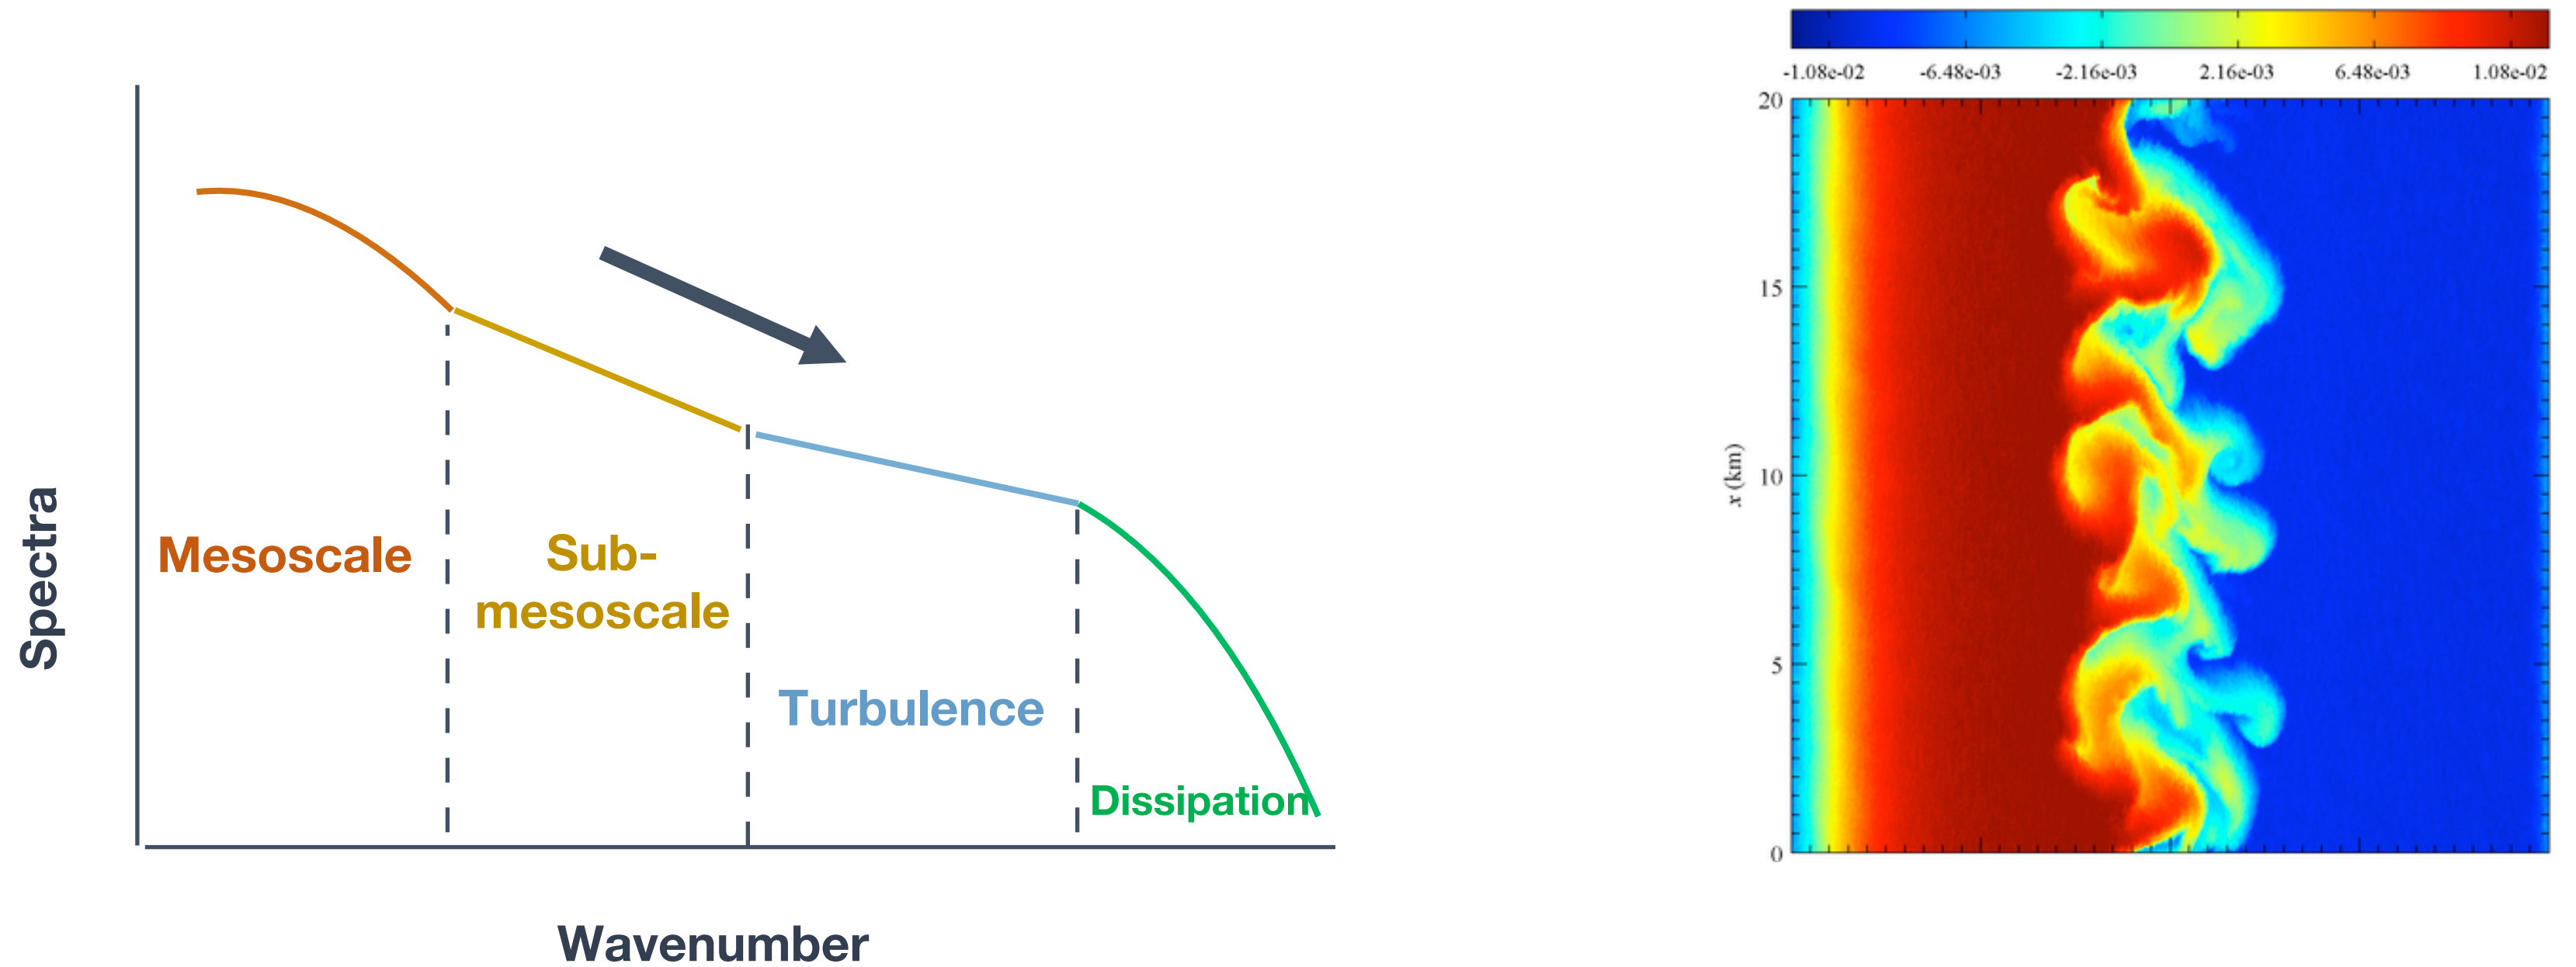 Spectra
Mesoscale
Sub-
mesoscale
Turbulence
Dissipation
Wavenumber
-1.08e-02 -6.48e-03 -2.16e-03 2.16e-03 6.48e-03 1.08e-02
20
15
x (km)
10
5
0